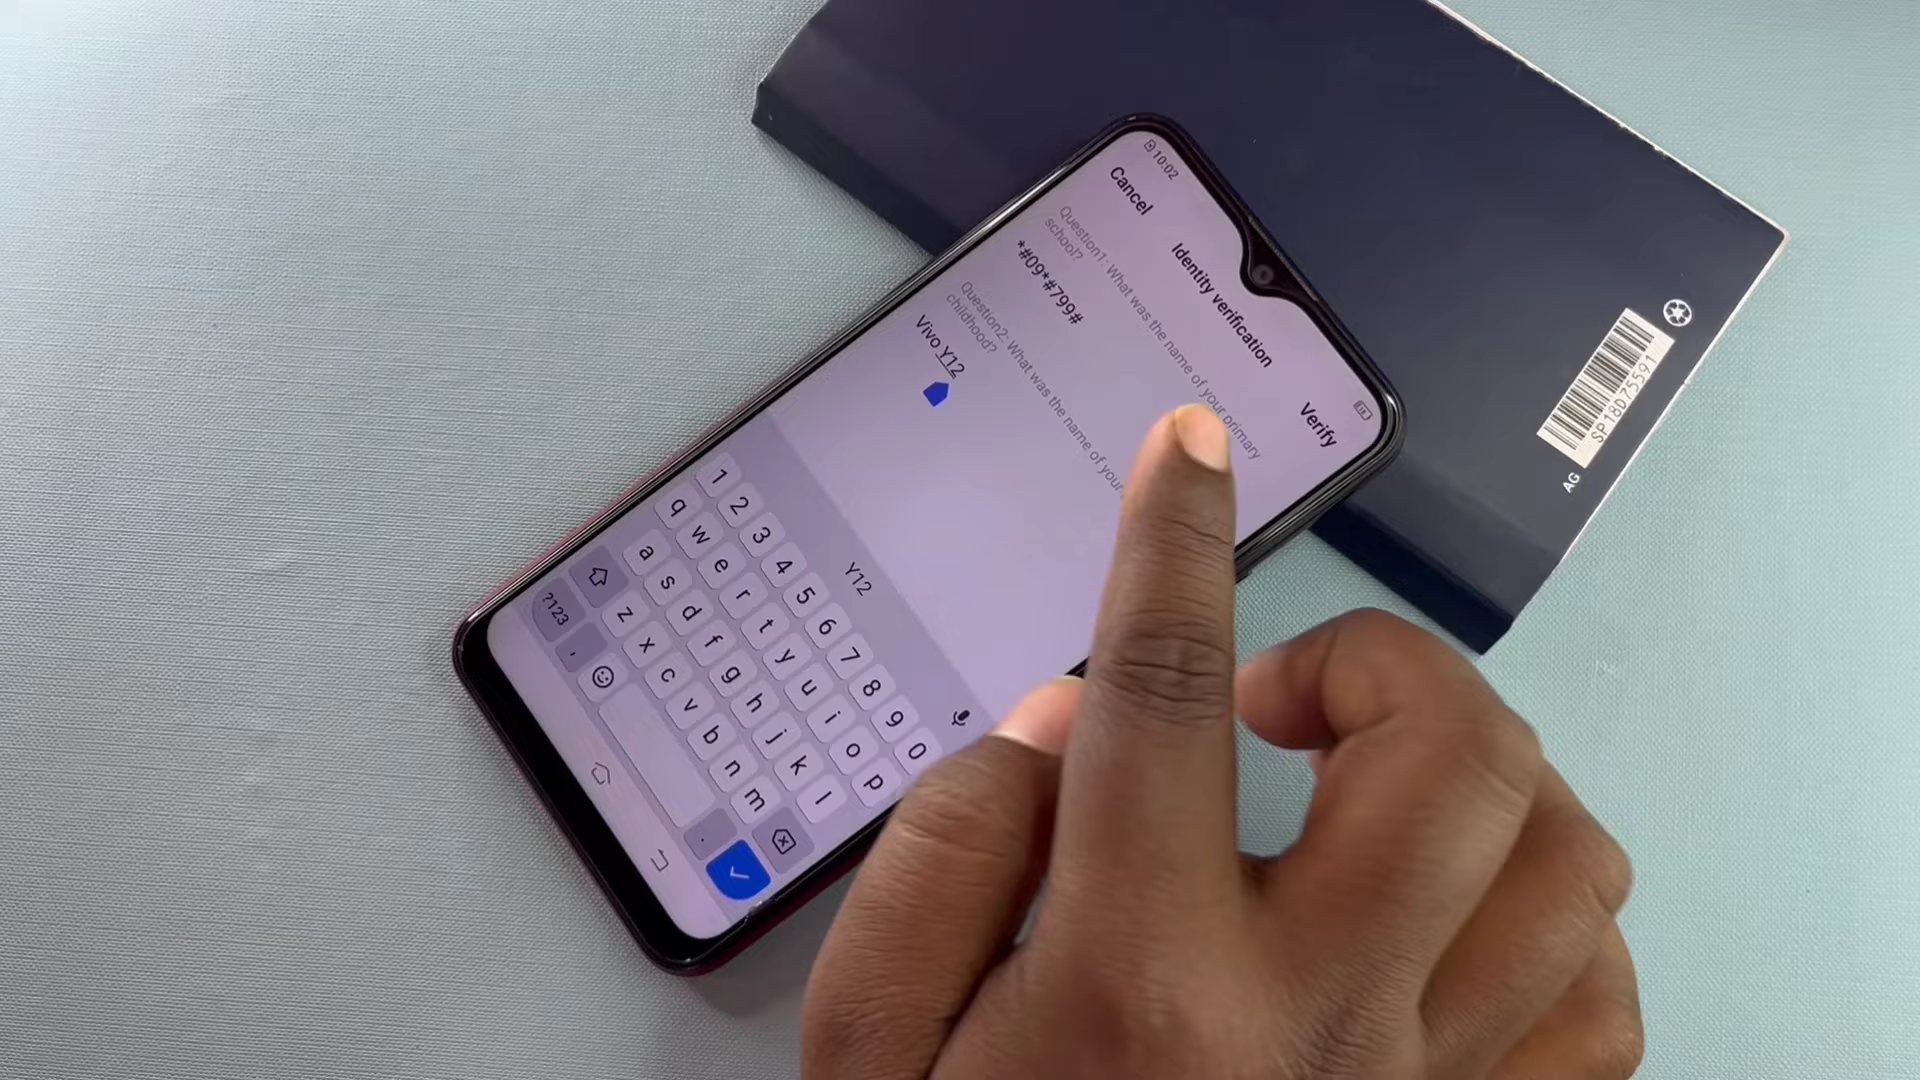 10:02
Cancel
Identity verification
Verify
Question1: What was the name of your primary
school?
*#09*#799#
Question2: What was the name of your
childhood?
Vivo Y12
Y12
1 2 3 4 5 6 7 8 9 0
q w e r t y u i o p
a s d f g h j k l
z x c v b n m
?123 , .
SP18D75591
AG